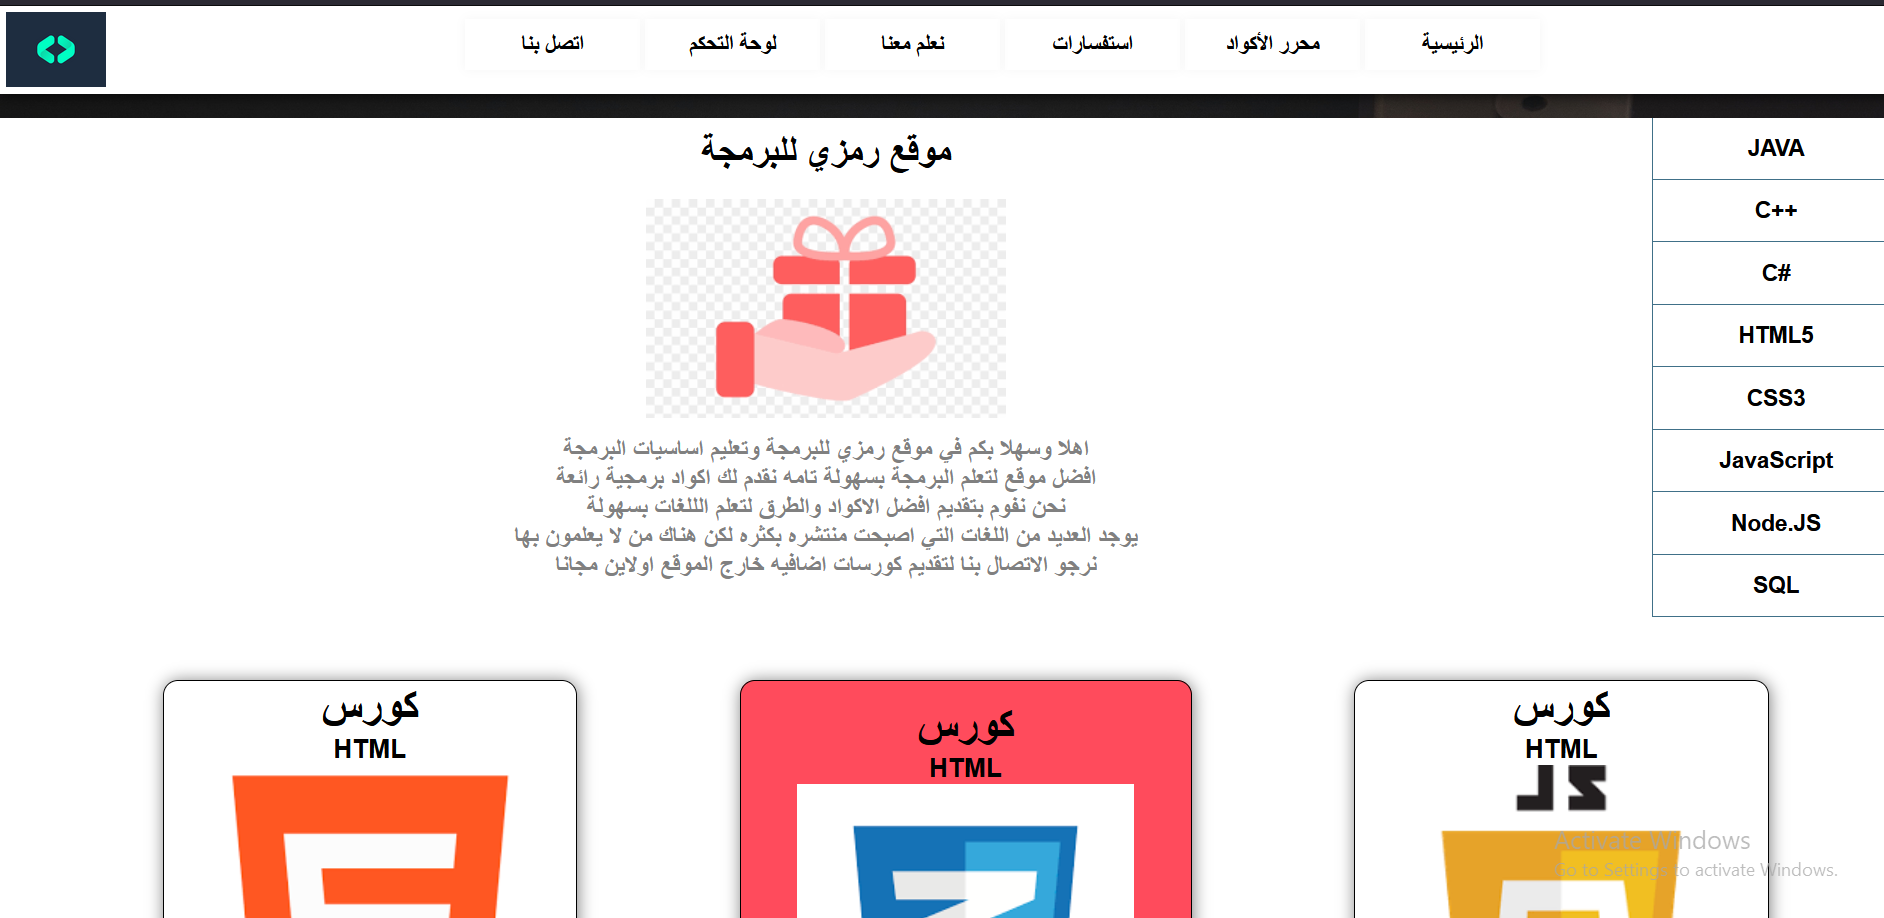 الرئيسية
محرر الأكواد
استفسارات
نعلم معنا
لوحة التحكم
اتصل بنا
JAVA
C++
C#
HTML5
CSS3
JavaScript
Node.JS
SQL
موقع رمزي للبرمجة
اهلا وسهلا بكم في موقع رمزي للبرمجة وتعليم اساسيات البرمجة
افضل موقع لتعلم البرمجة بسهولة تامه نقدم لك اكواد برمجية رائعة
نحن نفوم بتقديم افضل الاكواد والطرق لتعلم الللغات بسهولة
يوجد العديد من اللغات التي اصبحت منتشره بكثره لكن هناك من لا يعلمون بها
نرجو الاتصال بنا لتقديم كورسات اضافيه خارج الموقع اولاين مجانا
كورس
HTML
JS
كورس
HTML
كورس
HTML
Activate Windows
Go to Settings to activate Windows.